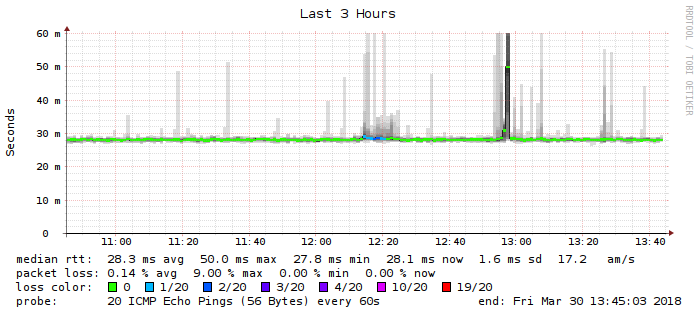 Last 3 Hours
RRDTOOL / TOBI OETIKER
Seconds
60 m
50 m
40 m
30 m
20 m
10 m
0
11:00 11:20 11:40 12:00 12:20 12:40 13:00 13:20 13:40
median rtt: 28.3 ms avg 50.0 ms max 27.8 ms min 28.1 ms now 1.6 ms sd 17.2 am/s
packet loss: 0.14 % avg 9.00 % max 0.00 % min 0.00 % now
loss color: 0 1/20 2/20 3/20 4/20 10/20 19/20
probe: 20 ICMP Echo Pings (56 Bytes) every 60s end: Fri Mar 30 13:45:03 2018